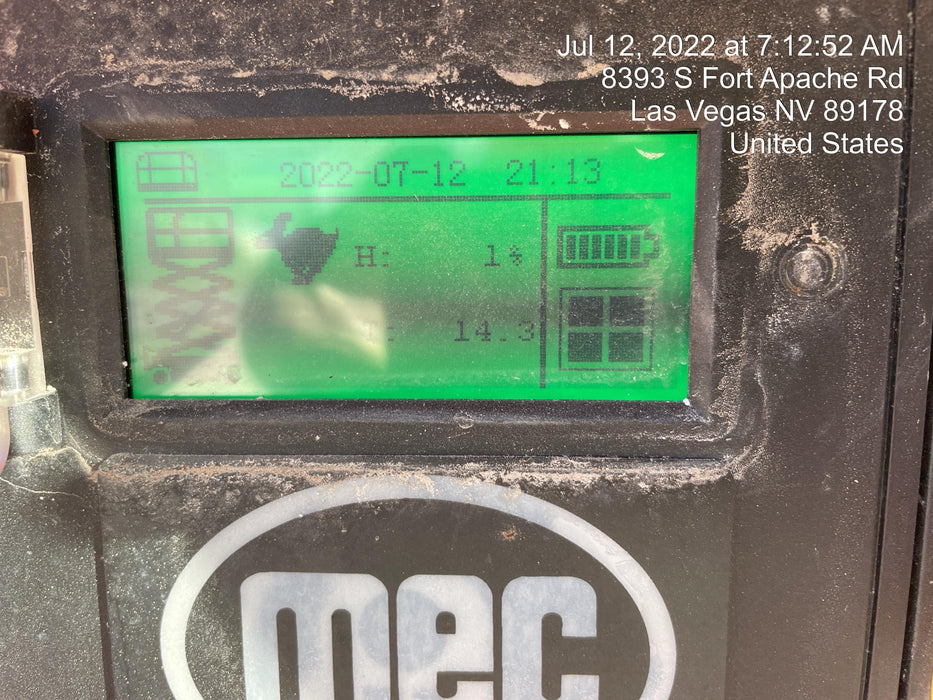 Jul 12, 2022 at 7:12:52 AM
8393 S Fort Apache Rd
Las Vegas NV 89178
United States
2022-07-12 21:13
H: 1%
14.3
mec